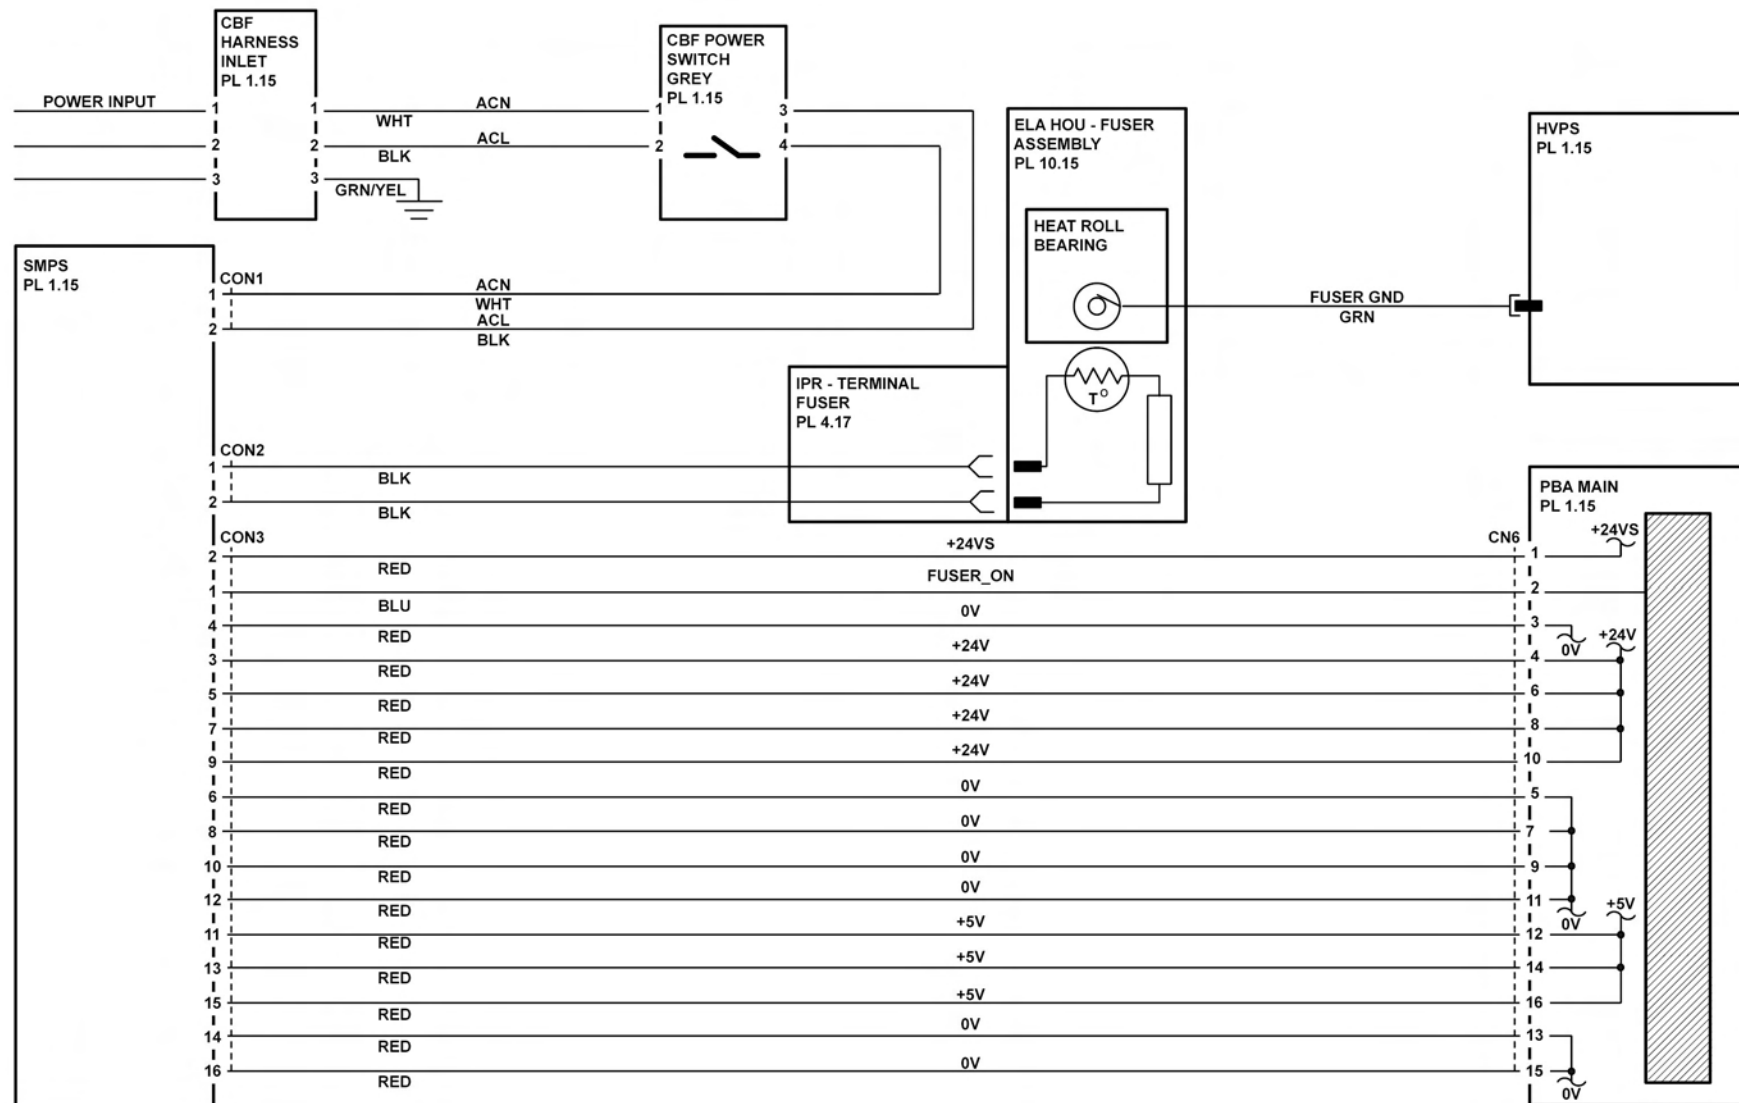 CBF
HARNESS
INLET
PL 1.15
POWER INPUT
1
2
3
1
2
3
ACN
WHT
ACL
BLK
GRN/YEL
CBF POWER
SWITCH
GREY
PL 1.15
1
2
3
4
ELA HOU - FUSER
ASSEMBLY
PL 10.15
HEAT ROLL
BEARING
T°
FUSER GND
GRN
HVPS
PL 1.15
SMPS
PL 1.15
CON1
1
ACN
WHT
2
ACL
BLK
IPR - TERMINAL
FUSER
PL 4.17
CON2
1
BLK
2
BLK
PBA MAIN
PL 1.15
CON3
CN6
2 RED +24VS 1 +24VS
1 BLU FUSER_ON 2
4 RED 0V 3 0V
3 RED +24V 4 +24V
5 RED +24V 6
7 RED +24V 8
9 RED +24V 10
6 RED 0V 5
8 RED 0V 7
10 RED 0V 9
12 RED 0V 11 0V
11 RED +5V 12 +5V
13 RED +5V 14
15 RED +5V 16
14 RED 0V 13
16 RED 0V 15 0V